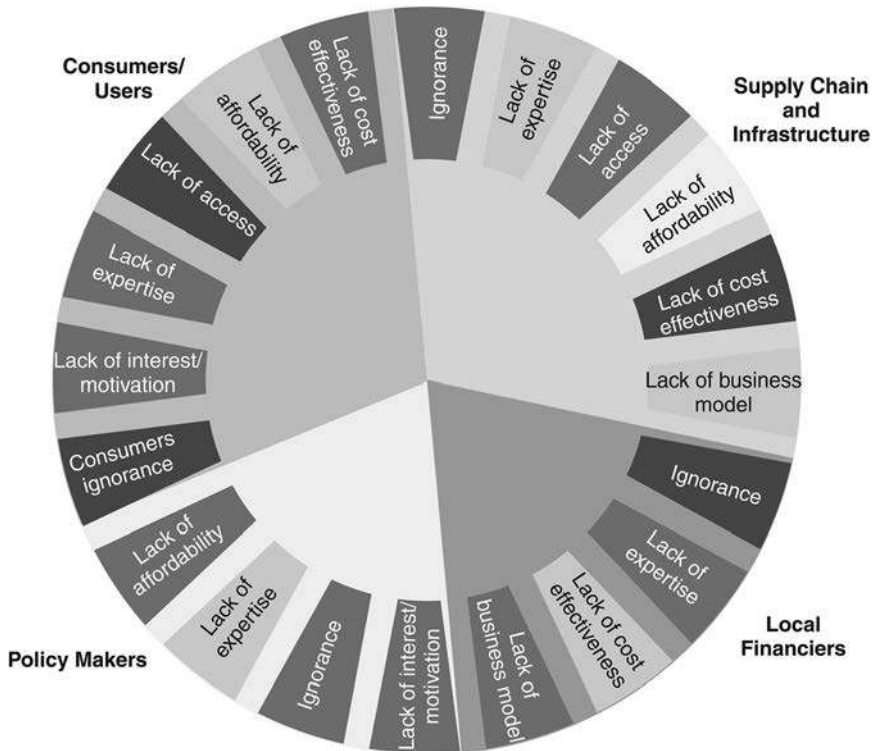 Consumers/
Users
Lack of cost
effectiveness
Lack of
affordability
Lack of access
Lack of
expertise
Lack of interest/
motivation
Consumers
ignorance
Supply Chain
and
Infrastructure
Ignorance
Lack of
expertise
Lack of
access
Lack of
affordability
Lack of cost
effectiveness
Lack of business
model
Local
Financiers
Ignorance
Lack of
expertise
Lack of cost
effectiveness
Lack of
business model
Policy Makers
Lack of interest/
motivation
Ignorance
Lack of
expertise
Lack of
affordability